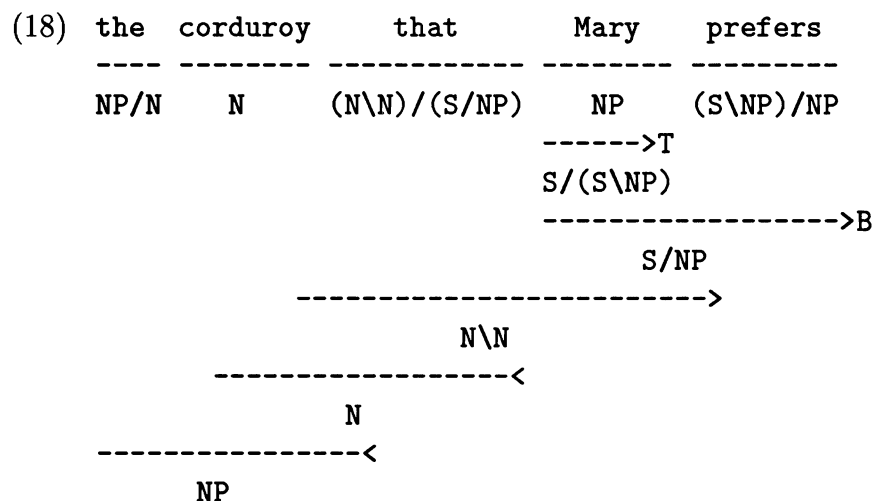 (18) the corduroy that Mary prefers
---- -------- ------------ -------- ---------
NP/N N (N\N)/(S/NP) NP (S\NP)/NP
------>T
S/(S\NP)
------------------>B
S/NP
------------------------->
N\N
------------------<
N
----------------<
NP